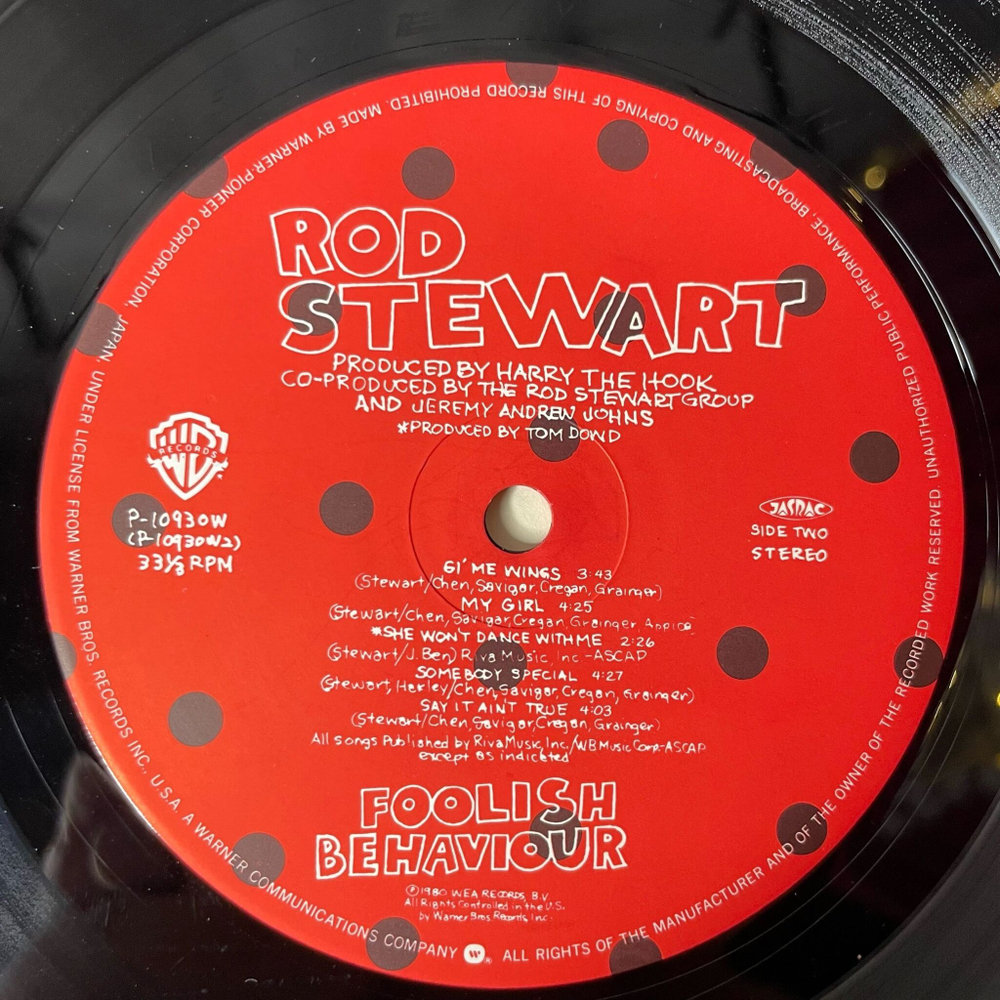 ROD
STEWART
PRODUCED BY HARRY THE HOOK
CO-PRODUCED BY THE ROD STEWART GROUP
AND JEREMY ANDREW JOHNS
*PRODUCED BY TOM DOWD
W RECORDS
P-10930W
(P-10930W2)
33⅓ RPM
JASRAC
SIDE TWO
STEREO
GI' ME WINGS 3:43
(Stewart/Chen, Savigar, Cregan, Grainger)
MY GIRL 4:25
(Stewart/Chen, Savigar, Cregan, Grainger, Appice)
*SHE WON'T DANCE WITH ME 2:26
(Stewart/J. Ben) Riva Music, Inc -ASCAP
SOMEBODY SPECIAL 4:27
(Stewart, Harley/Chen, Savigar, Cregan, Grainger)
SAY IT AIN'T TRUE 4:03
(Stewart/Chen, Savigar, Cregan, Grainger)
All songs Published by Riva Music, Inc./WB Music Corp.-ASCAP
except as indicated
FOOLISH
BEHAVIOUR
Ⓟ1980 WEA RECORDS, B.V.
All Rights Controlled in the U.S.
by Warner Bros. Records, Inc.
MADE BY WARNER-PIONEER CORPORATION, JAPAN, UNDER LICENSE FROM WARNER BROS. RECORDS INC., U.S.A. A WARNER COMMUNICATIONS COMPANY W ® ALL RIGHTS OF THE MANUFACTURER AND OF THE OWNER OF THE RECORDED WORK RESERVED. UNAUTHORIZED PUBLIC PERFORMANCE, BROADCASTING AND COPYING OF THIS RECORD PROHIBITED.